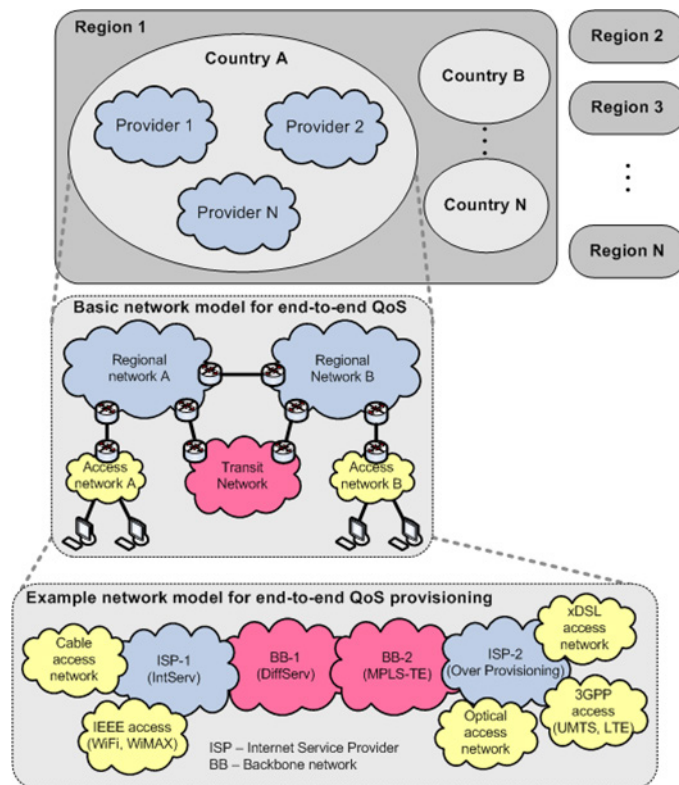 Region 1
Country A
Provider 1
Provider 2
Provider N
Country B
Country N
Region 2
Region 3
Region N
Basic network model for end-to-end QoS
Regional
network A
Regional
Network B
Access
network A
Transit
Network
Access
network B
Example network model for end-to-end QoS provisioning
Cable
access
network
ISP-1
(IntServ)
BB-1
(DiffServ)
BB-2
(MPLS-TE)
ISP-2
(Over Provisioning)
xDSL
access
network
IEEE access
(WiFi, WiMAX)
Optical
access
network
3GPP
access
(UMTS, LTE)
ISP – Internet Service Provider
BB – Backbone network